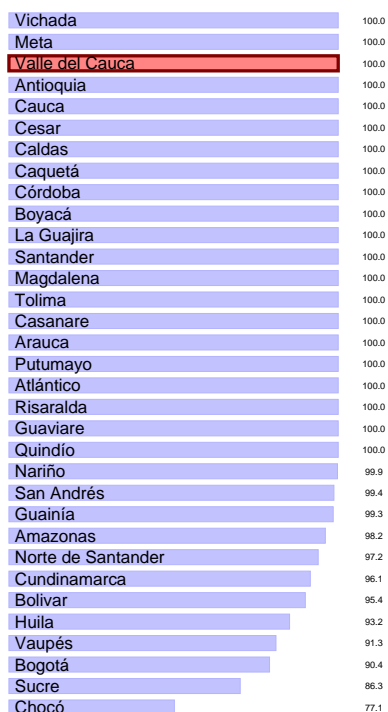 Vichada 100.0
Meta 100.0
Valle del Cauca 100.0
Antioquia 100.0
Cauca 100.0
Cesar 100.0
Caldas 100.0
Caquetá 100.0
Córdoba 100.0
Boyacá 100.0
La Guajira 100.0
Santander 100.0
Magdalena 100.0
Tolima 100.0
Casanare 100.0
Arauca 100.0
Putumayo 100.0
Atlántico 100.0
Risaralda 100.0
Guaviare 100.0
Quindío 100.0
Nariño 99.9
San Andrés 99.4
Guainía 99.3
Amazonas 98.2
Norte de Santander 97.2
Cundinamarca 96.1
Bolivar 95.4
Huila 93.2
Vaupés 91.3
Bogotá 90.4
Sucre 86.3
Chocó 77.1